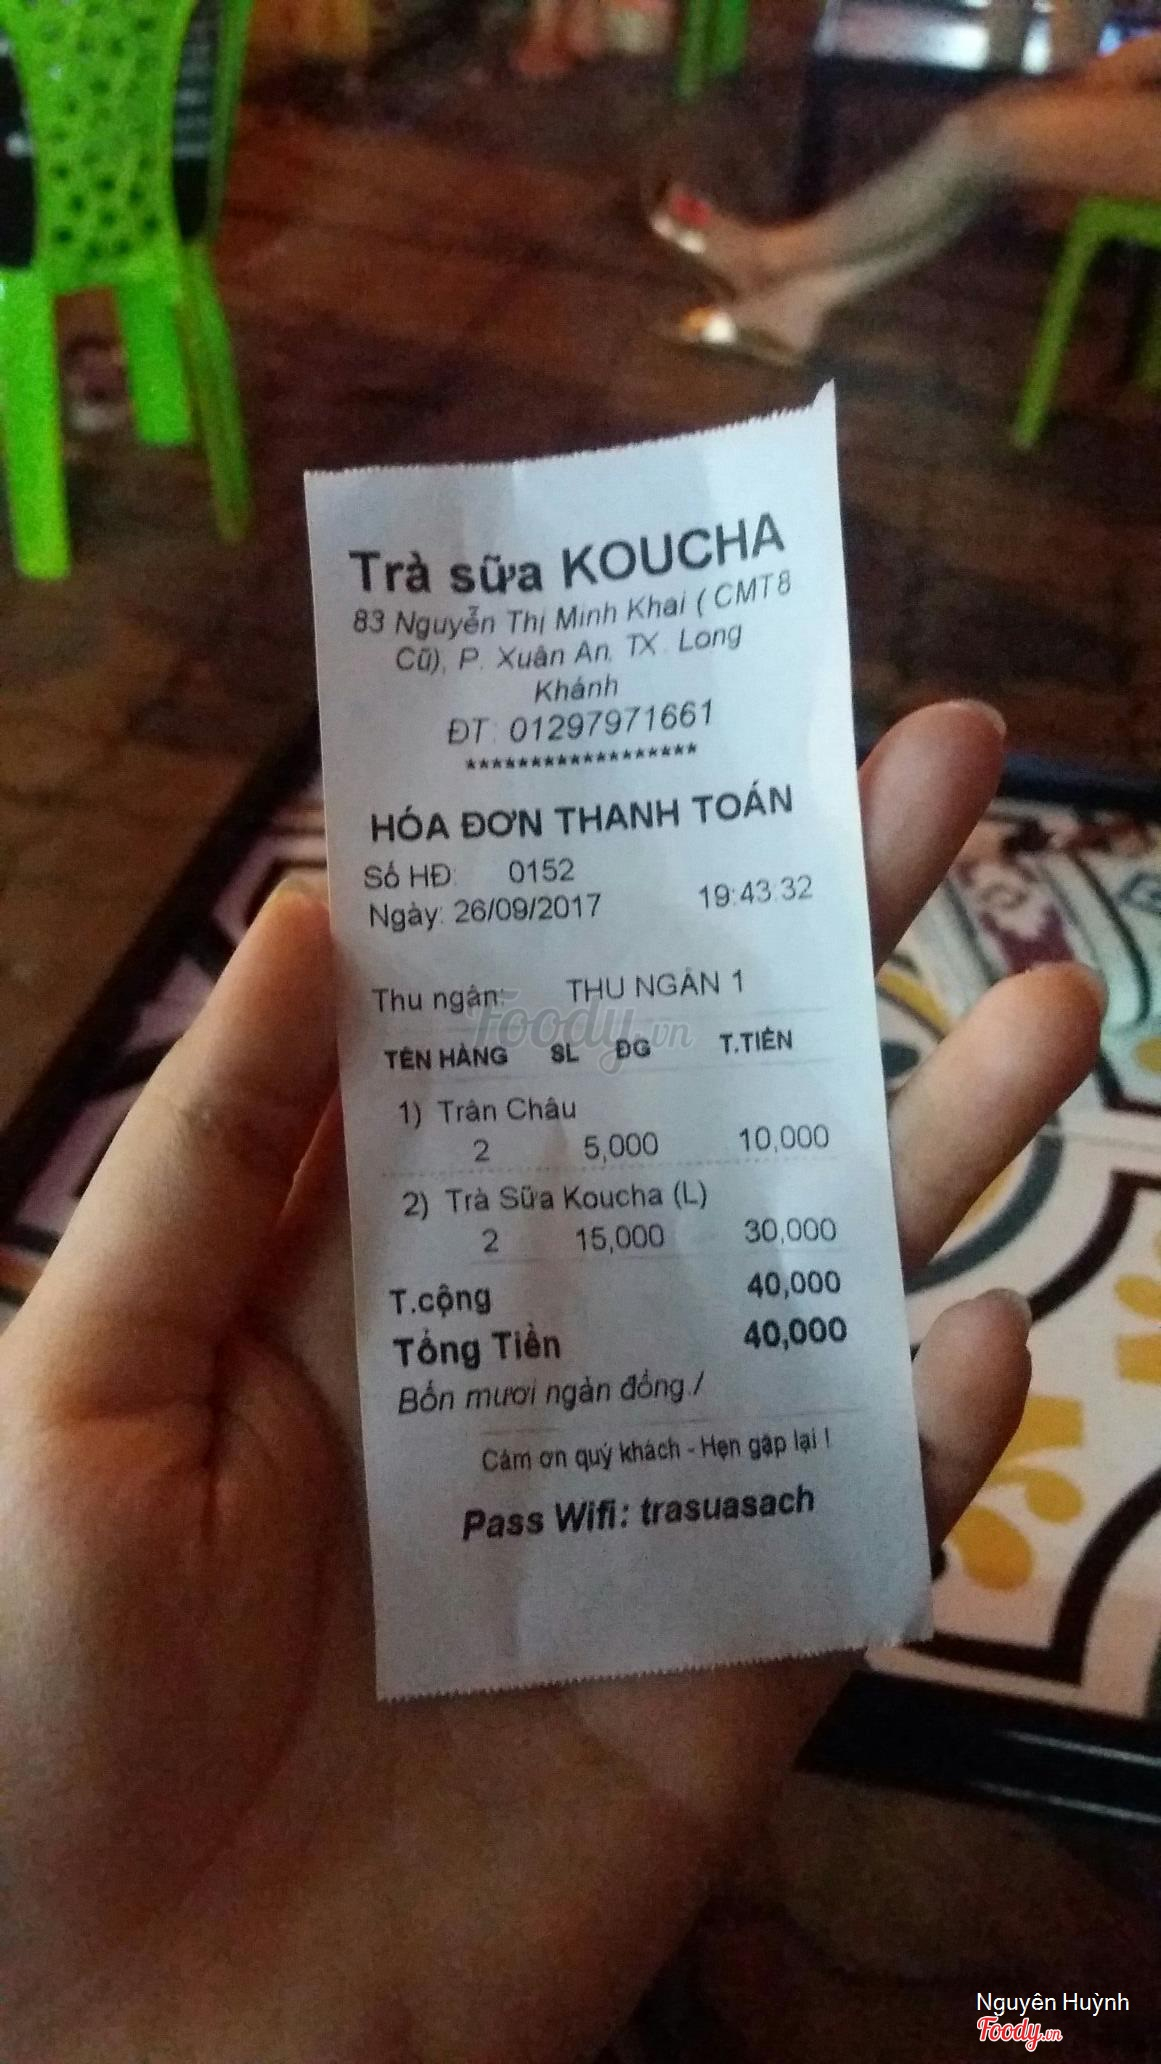 Trà sữa KOUCHA
83 Nguyễn Thị Minh Khai ( CMT8
Cũ), P. Xuân An, TX. Long
Khánh
ĐT: 01297971661
******************
HÓA ĐƠN THANH TOÁN
Số HĐ: 0152
Ngày: 26/09/2017 19:43:32
Thu ngân: THU NGÂN 1
TÊN HÀNG SL ĐG T.TIỀN
1) Trân Châu
2 5,000 10,000
2) Trà Sữa Koucha (L)
2 15,000 30,000
T.cộng 40,000
Tổng Tiền 40,000
Bốn mươi ngàn đồng./
Cảm ơn quý khách - Hẹn gặp lại !
Pass Wifi: trasuasach
Foody.vn
Nguyên Huỳnh
Foody.vn